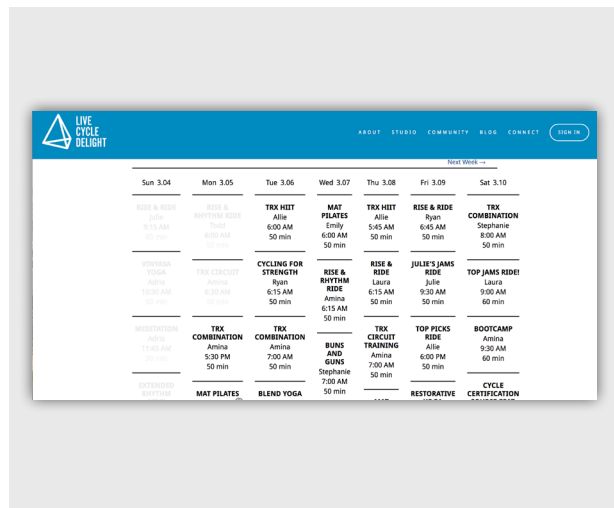 LIVE
CYCLE
DELIGHT
ABOUT STUDIO COMMUNITY BLOG CONNECT SIGN IN
Next Week →
Sun 3.04 Mon 3.05 Tue 3.06 Wed 3.07 Thu 3.08 Fri 3.09 Sat 3.10
RISE & RIDE
Julie
9:15 AM
50 min
VINYASA
YOGA
Adria
10:30 AM
60 min
MEDITATION
Adria
11:45 AM
EXTENDED
RHYTHM
RISE &
RHYTHM RIDE
Todd
6:00 AM
50 min
TRX CIRCUIT
Amina
6:30 AM
50 min
TRX
COMBINATION
Amina
5:30 PM
50 min
MAT PILATES
TRX HIIT
Allie
6:00 AM
50 min
CYCLING FOR
STRENGTH
Ryan
6:15 AM
50 min
TRX
COMBINATION
Amina
7:00 AM
50 min
BLEND YOGA
MAT
PILATES
Emily
6:00 AM
50 min
RISE &
RHYTHM
RIDE
Amina
6:15 AM
50 min
BUNS
AND
GUNS
Stephanie
7:00 AM
50 min
TRX HIIT
Allie
5:45 AM
50 min
RISE &
RIDE
Laura
6:15 AM
50 min
TRX
CIRCUIT
TRAINING
Amina
7:00 AM
50 min
RISE & RIDE
Ryan
6:45 AM
50 min
JULIE'S JAMS
RIDE
Julie
9:30 AM
50 min
TOP PICKS
RIDE
Allie
6:00 PM
50 min
RESTORATIVE
TRX
COMBINATION
Stephanie
8:00 AM
50 min
TOP JAMS RIDE!
Laura
9:00 AM
60 min
BOOTCAMP
Amina
9:30 AM
60 min
CYCLE
CERTIFICATION